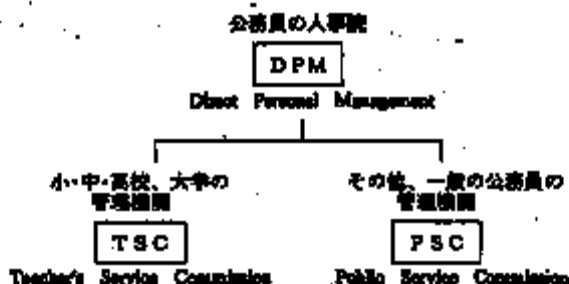 公務員の人事院
DPM
Direct Personal Management
小・中・高校、大学の
管理機関
その他、一般の公務員の
管理機関
TSC
Teacher's Service Commission
PSC
Public Service Commission